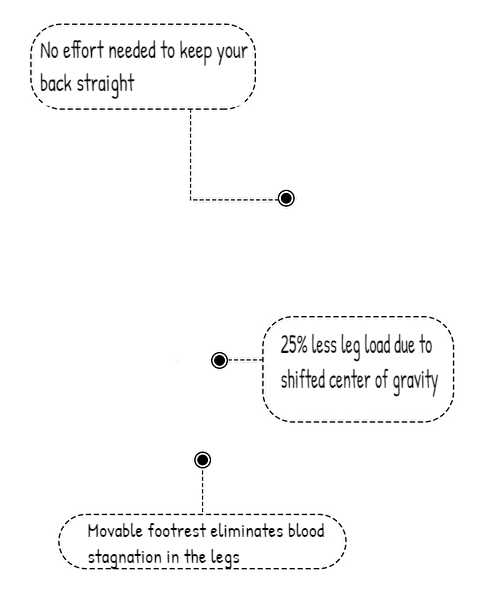 No effort needed to keep your
back straight
25% less leg load due to
shifted center of gravity
Movable footrest eliminates blood
stagnation in the legs